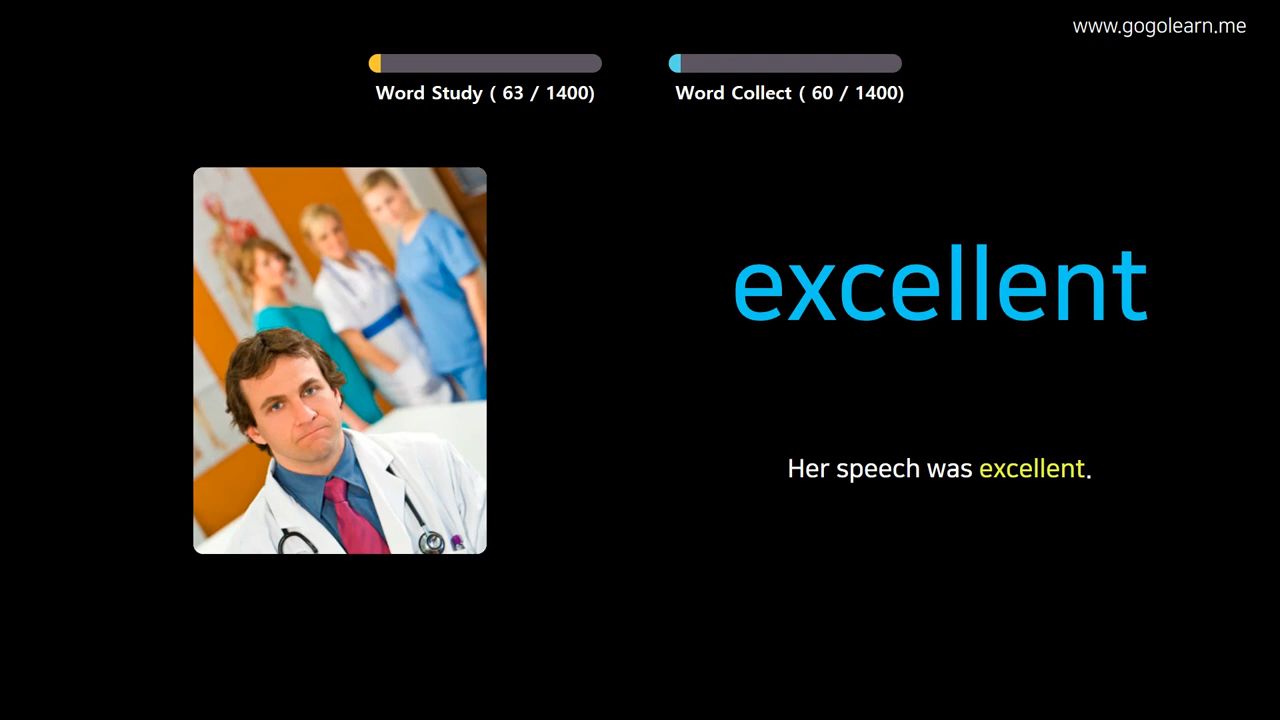 www.gogolearn.me
Word Study ( 63 / 1400)
Word Collect ( 60 / 1400)
excellent
Her speech was excellent.